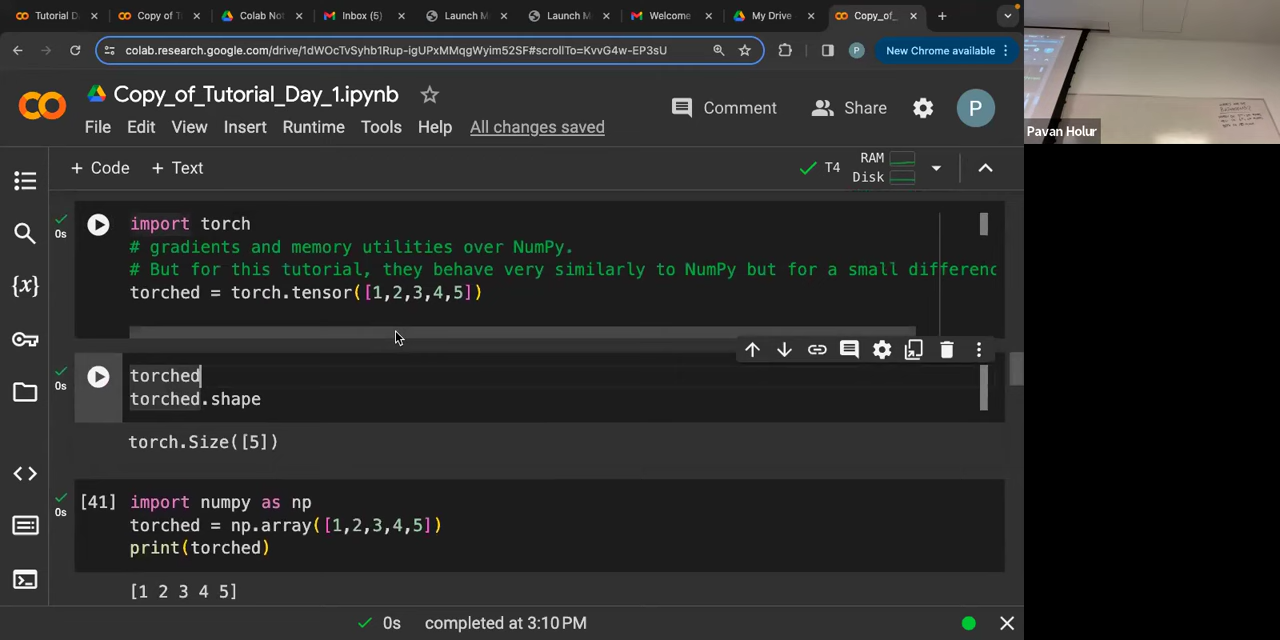 Tutorial D
Copy of T
Colab Not
Inbox (5)
Launch M
Launch M
Welcome
My Drive
Copy_of_
colab.research.google.com/drive/1dWOcTvSyhb1Rup-igUPxMMqgWyim52SF#scrollTo=KvvG4w-EP3sU
P
New Chrome available
Copy_of_Tutorial_Day_1.ipynb
Comment
Share
P
File Edit View Insert Runtime Tools Help All changes saved
+ Code + Text
T4
RAM
Disk
import torch
0s
# gradients and memory utilities over NumPy.
# But for this tutorial, they behave very similarly to NumPy but for a small differenc
torched = torch.tensor([1,2,3,4,5])
torched
0s
torched.shape
torch.Size([5])
[41] import numpy as np
0s
torched = np.array([1,2,3,4,5])
print(torched)
[1 2 3 4 5]
0s completed at 3:10 PM
Pavan Holur